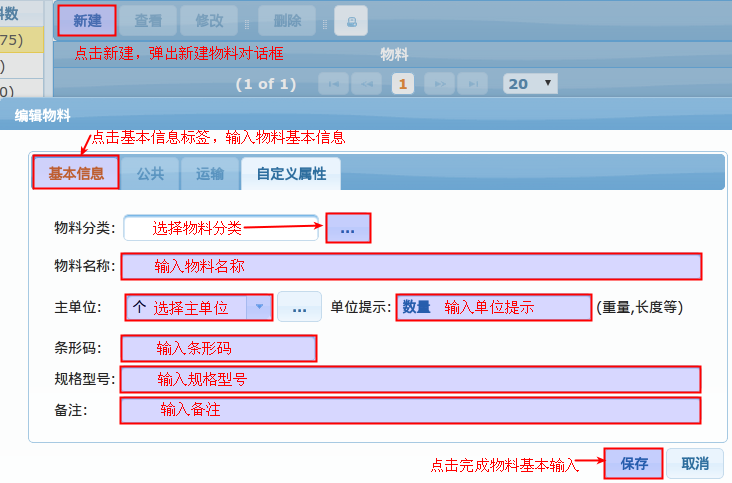 料数
新建 查看 修改 删除
75)
点击新建，弹出新建物料对话框
物料
)
(1 of 1) 1 20
0)
编辑物料
点击基本信息标签，输入物料基本信息
基本信息 公共 运输 自定义属性
物料分类: 选择物料分类 ...
物料名称: 输入物料名称
主单位: 个 选择主单位 ... 单位提示: 数量 输入单位提示 (重量,长度等)
条形码: 输入条形码
规格型号: 输入规格型号
备注: 输入备注
点击完成物料基本输入 保存 取消